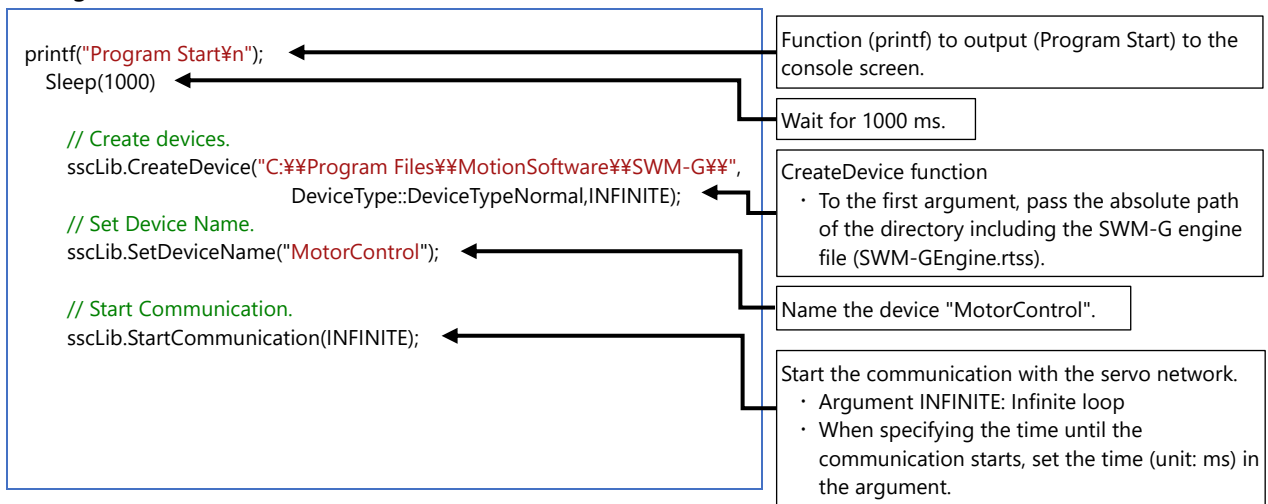 printf("Program Start¥n");
Sleep(1000)
// Create devices.
sscLib.CreateDevice("C:¥¥Program Files¥¥MotionSoftware¥¥SWM-G¥¥",
DeviceType::DeviceTypeNormal,INFINITE);
// Set Device Name.
sscLib.SetDeviceName("MotorControl");
// Start Communication.
sscLib.StartCommunication(INFINITE);
Function (printf) to output (Program Start) to the
console screen.
Wait for 1000 ms.
CreateDevice function
・ To the first argument, pass the absolute path
of the directory including the SWM-G engine
file (SWM-GEngine.rtss).
Name the device "MotorControl".
Start the communication with the servo network.
・ Argument INFINITE: Infinite loop
・ When specifying the time until the
communication starts, set the time (unit: ms) in
the argument.